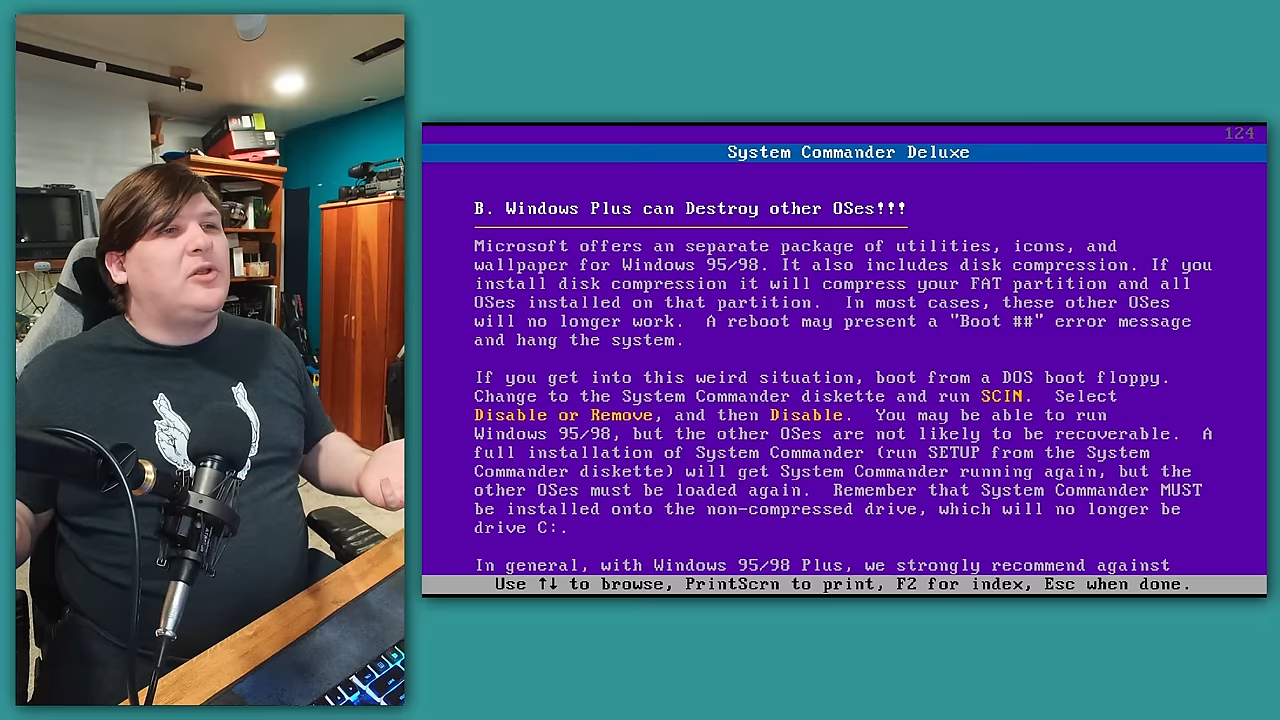 124
System Commander Deluxe
B. Windows Plus can Destroy other OSes!!!
Microsoft offers an separate package of utilities, icons, and
wallpaper for Windows 95/98. It also includes disk compression. If you
install disk compression it will compress your FAT partition and all
OSes installed on that partition. In most cases, these other OSes
will no longer work. A reboot may present a "Boot ##" error message
and hang the system.
If you get into this weird situation, boot from a DOS boot floppy.
Change to the System Commander diskette and run SCIN. Select
Disable or Remove, and then Disable. You may be able to run
Windows 95/98, but the other OSes are not likely to be recoverable. A
full installation of System Commander (run SETUP from the System
Commander diskette) will get System Commander running again, but the
other OSes must be loaded again. Remember that System Commander MUST
be installed onto the non-compressed drive, which will no longer be
drive C:.
In general, with Windows 95/98 Plus, we strongly recommend against
Use ↑↓ to browse, PrintScrn to print, F2 for index, Esc when done.